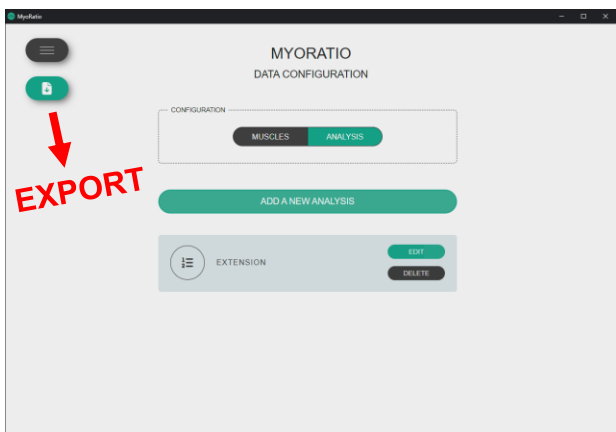 MyoRatio
MYORATIO
DATA CONFIGURATION
CONFIGURATION
MUSCLES ANALYSIS
EXPORT
ADD A NEW ANALYSIS
EXTENSION
EDIT
DELETE